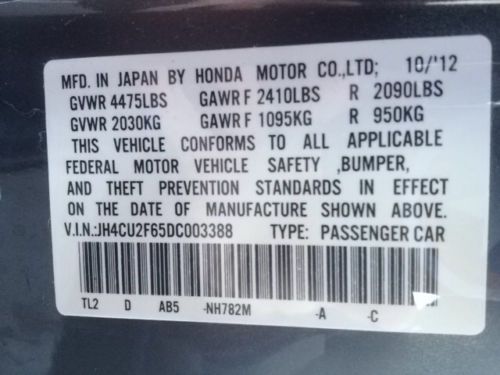 MFD. IN JAPAN BY HONDA MOTOR CO.,LTD; 10/'12
GVWR 4475LBS GAWR F 2410LBS R 2090LBS
GVWR 2030KG GAWR F 1095KG R 950KG
THIS VEHICLE CONFORMS TO ALL APPLICABLE
FEDERAL MOTOR VEHICLE SAFETY ,BUMPER,
AND THEFT PREVENTION STANDARDS IN EFFECT
ON THE DATE OF MANUFACTURE SHOWN ABOVE.
V.I.N.:JH4CU2F65DC003388 TYPE: PASSENGER CAR
TL2 D AB5 -NH782M -A -C